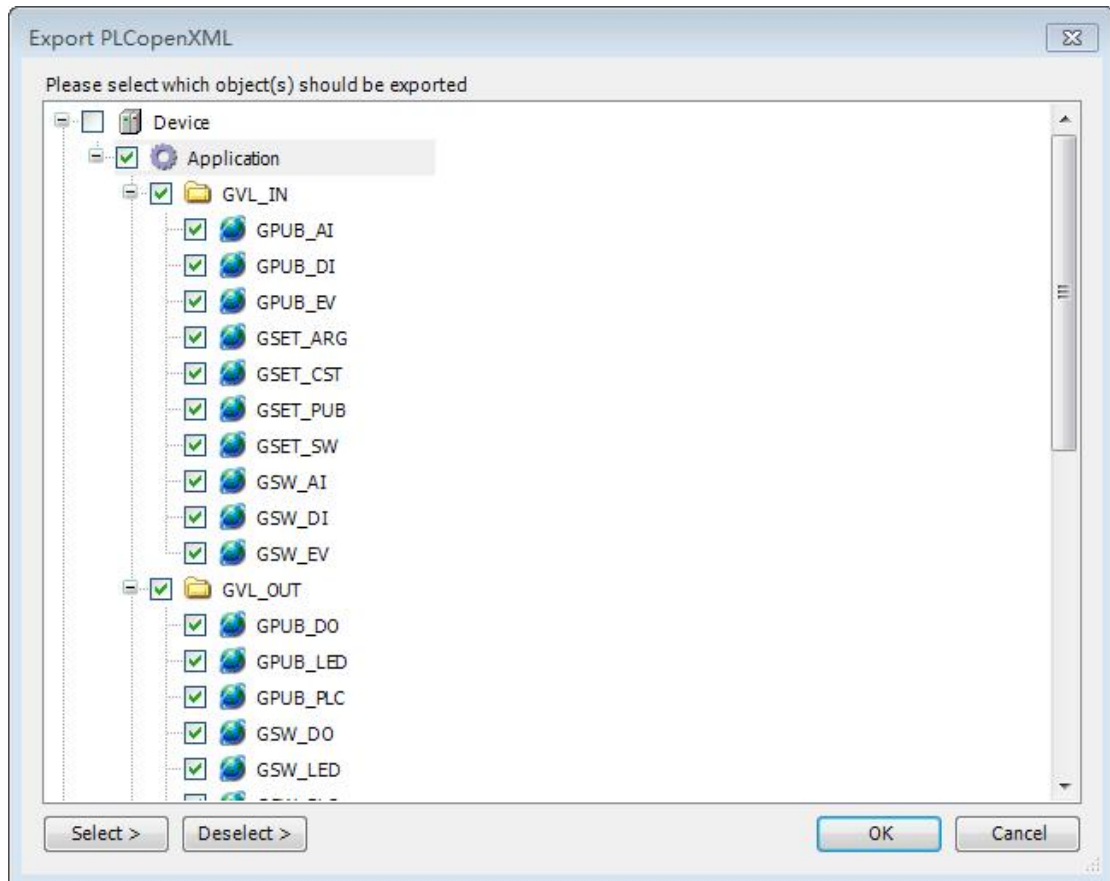 Export PLCopenXML
Please select which object(s) should be exported
Device
Application
GVL_IN
GPUB_AI
GPUB_DI
GPUB_EV
GSET_ARG
GSET_CST
GSET_PUB
GSET_SW
GSW_AI
GSW_DI
GSW_EV
GVL_OUT
GPUB_DO
GPUB_LED
GPUB_PLC
GSW_DO
GSW_LED
Select > Deselect > OK Cancel